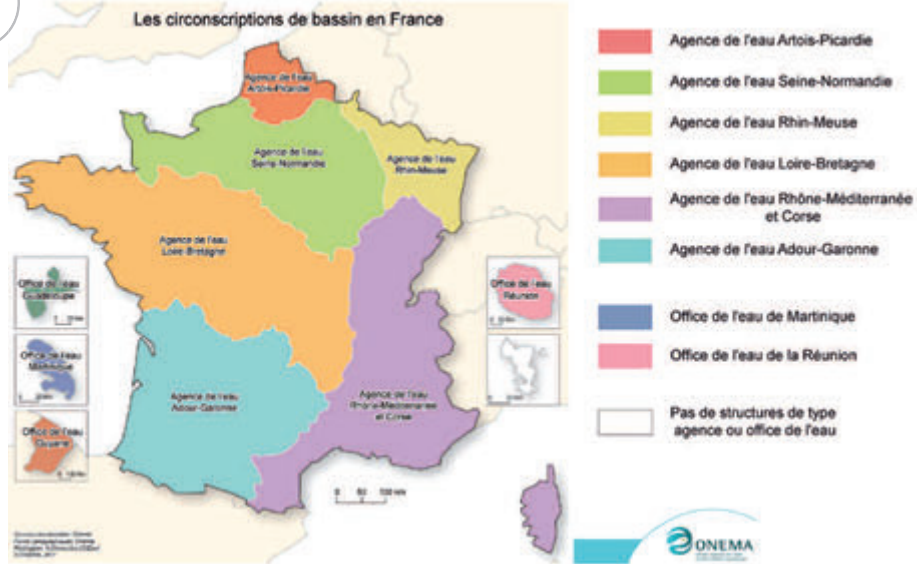 Les circonscriptions de bassin en France
Agence de l'eau
Artois-Picardie
Agence de l'eau
Seine-Normandie
Agence de l'eau
Rhin-Meuse
Agence de l'eau
Loire-Bretagne
Office de l'eau
Guadeloupe
Office de l'eau
Martinique
Office de l'eau
Guyane
Office de l'eau
Réunion
Agence de l'eau
Adour-Garonne
Agence de l'eau
Rhône-Méditerranée
et Corse
0 50 100 km
Agence de l'eau Artois-Picardie
Agence de l'eau Seine-Normandie
Agence de l'eau Rhin-Meuse
Agence de l'eau Loire-Bretagne
Agence de l'eau Rhône-Méditerranée
et Corse
Agence de l'eau Adour-Garonne
Office de l'eau de Martinique
Office de l'eau de la Réunion
Pas de structures de type
agence ou office de l'eau
ONEMA